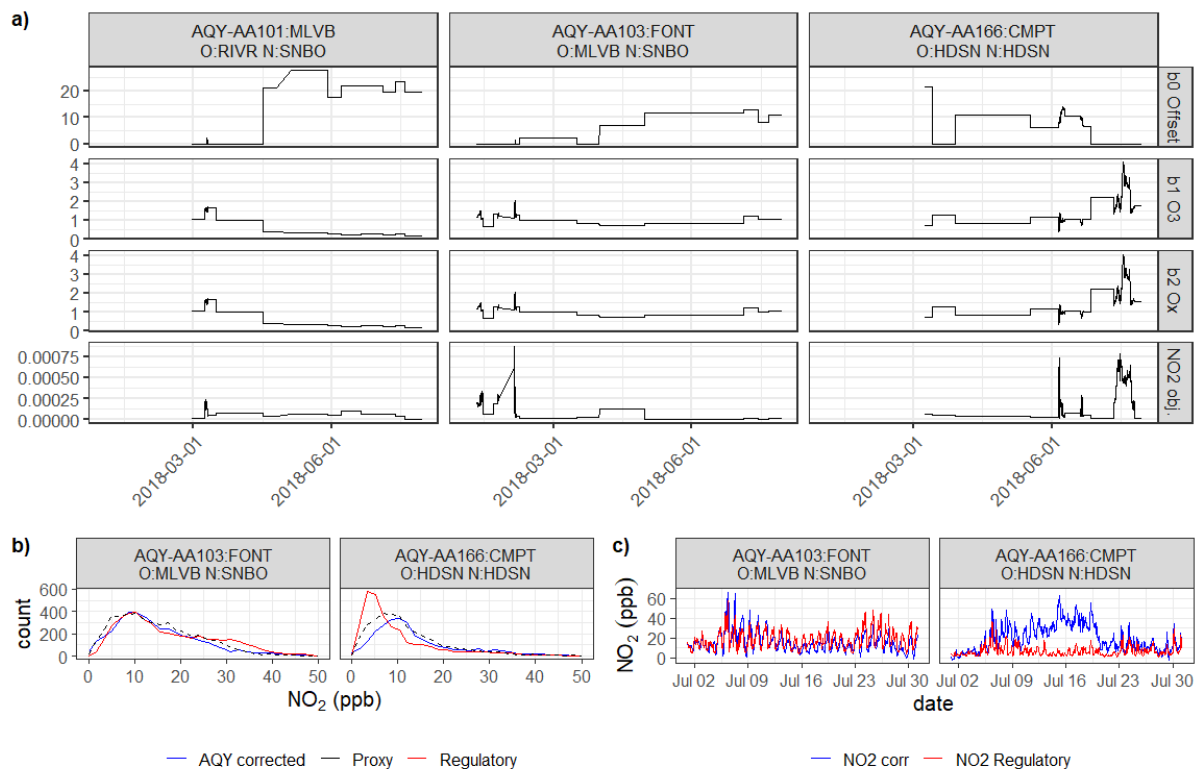 a)
AQY-AA101:MLVB
O:RIVR N:SNBO
AQY-AA103:FONT
O:MLVB N:SNBO
AQY-AA166:CMPT
O:HDSN N:HDSN
20
10
0
b0 Offset
4
3
2
1
0
b1 O3
4
3
2
1
0
b2 Ox
0.00075
0.00050
0.00025
0.00000
NO2 obj.
2018-03-01
2018-06-01
2018-03-01
2018-06-01
2018-03-01
2018-06-01
b)
AQY-AA103:FONT
O:MLVB N:SNBO
AQY-AA166:CMPT
O:HDSN N:HDSN
600
400
200
0
count
0 10 20 30 40 50
0 10 20 30 40 50
NO₂ (ppb)
AQY corrected Proxy Regulatory
c)
AQY-AA103:FONT
O:MLVB N:SNBO
AQY-AA166:CMPT
O:HDSN N:HDSN
60
40
20
0
NO₂ (ppb)
Jul 02 Jul 09 Jul 16 Jul 23 Jul 30
Jul 02 Jul 09 Jul 16 Jul 23 Jul 30
date
NO2 corr NO2 Regulatory